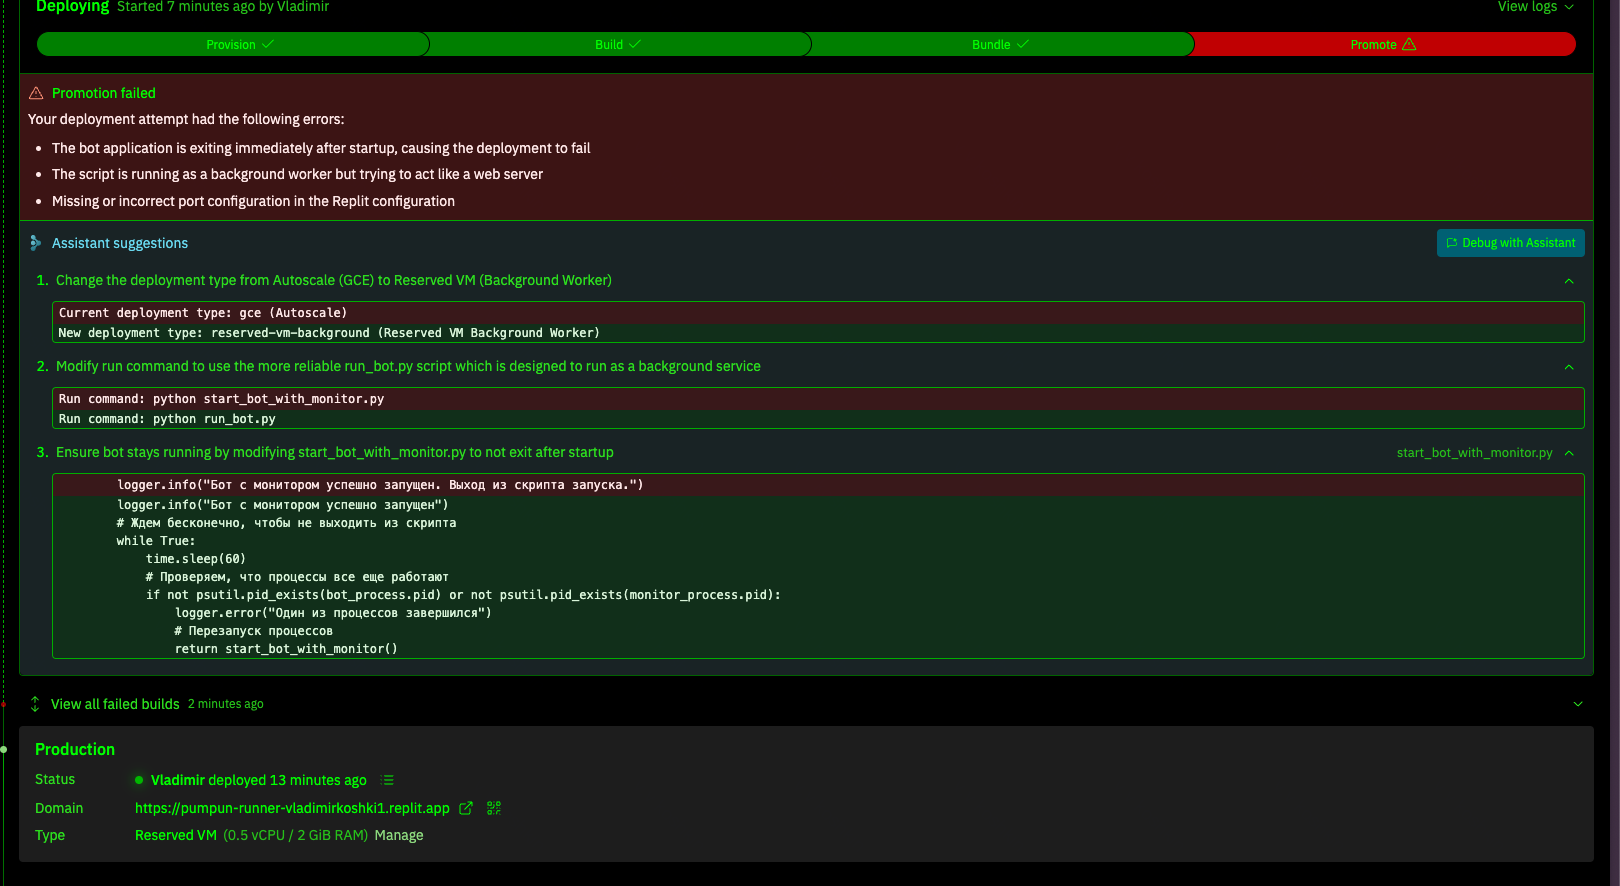 Deploying Started 7 minutes ago by Vladimir
View logs
Provision
Build
Bundle
Promote
Promotion failed
Your deployment attempt had the following errors:
• The bot application is exiting immediately after startup, causing the deployment to fail
• The script is running as a background worker but trying to act like a web server
• Missing or incorrect port configuration in the Replit configuration
Assistant suggestions
Debug with Assistant
1. Change the deployment type from Autoscale (GCE) to Reserved VM (Background Worker)
Current deployment type: gce (Autoscale)
New deployment type: reserved-vm-background (Reserved VM Background Worker)
2. Modify run command to use the more reliable run_bot.py script which is designed to run as a background service
Run command: python start_bot_with_monitor.py
Run command: python run_bot.py
3. Ensure bot stays running by modifying start_bot_with_monitor.py to not exit after startup
start_bot_with_monitor.py
logger.info("Бот с монитором успешно запущен. Выход из скрипта запуска.")
logger.info("Бот с монитором успешно запущен")
# Ждем бесконечно, чтобы не выходить из скрипта
while True:
time.sleep(60)
# Проверяем, что процессы все еще работают
if not psutil.pid_exists(bot_process.pid) or not psutil.pid_exists(monitor_process.pid):
logger.error("Один из процессов завершился")
# Перезапуск процессов
return start_bot_with_monitor()
View all failed builds 2 minutes ago
Production
Status Vladimir deployed 13 minutes ago
Domain https://pumpun-runner-vladimirkoshki1.replit.app
Type Reserved VM (0.5 vCPU / 2 GiB RAM) Manage